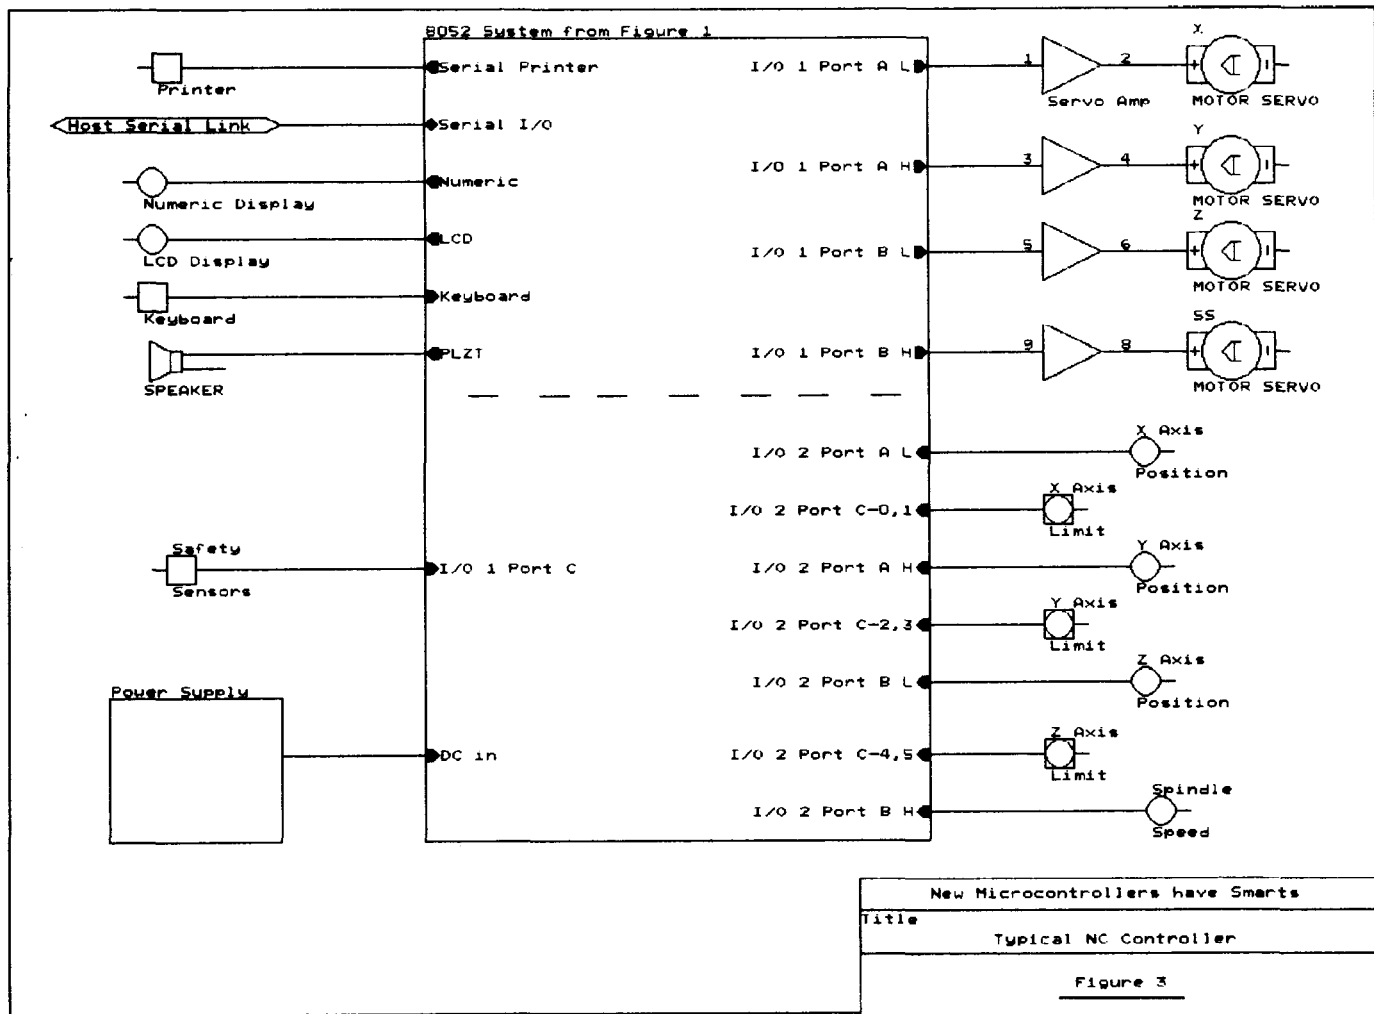 8052 System from Figure 1
Serial Printer
Printer
Host Serial Link
Serial I/O
Numeric
Numeric Display
LCD
LCD Display
Keyboard
Keyboard
PLZT
SPEAKER
Safety
Sensors
I/O 1 Port C
Power Supply
DC in
I/O 1 Port A L
1
2
Servo Amp
X
+
-
MOTOR SERVO
I/O 1 Port A H
3
4
Y
+
-
MOTOR SERVO
I/O 1 Port B L
5
6
Z
+
-
MOTOR SERVO
I/O 1 Port B H
9
8
SS
+
-
MOTOR SERVO
I/O 2 Port A L
X Axis
Position
I/O 2 Port C-0,1
X Axis
Limit
I/O 2 Port A H
Y Axis
Position
I/O 2 Port C-2,3
Y Axis
Limit
I/O 2 Port B L
Z Axis
Position
I/O 2 Port C-4,5
Z Axis
Limit
I/O 2 Port B H
Spindle
Speed
New Microcontrollers have Smarts
Title
Typical NC Controller
Figure 3